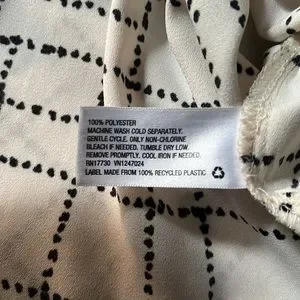 100% POLYESTER
MACHINE WASH COLD SEPARATELY.
GENTLE CYCLE. ONLY NON-CHLORINE
BLEACH IF NEEDED. TUMBLE DRY LOW.
REMOVE PROMPTLY. COOL IRON IF NEEDED.
RN17730 VN1247024
LABEL MADE FROM 100% RECYCLED PLASTIC